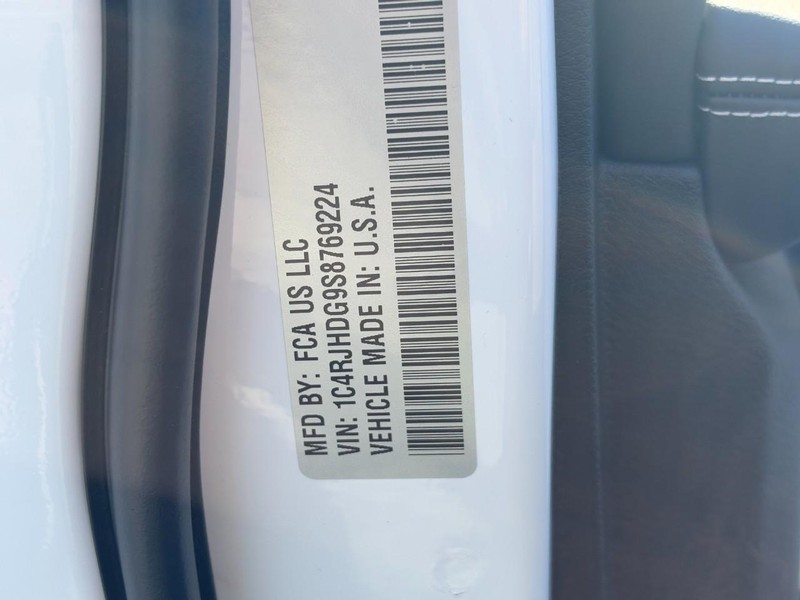 MFD BY: FCA US LLC
VIN: 1C4RJHDG9S8769224
VEHICLE MADE IN: U.S.A.